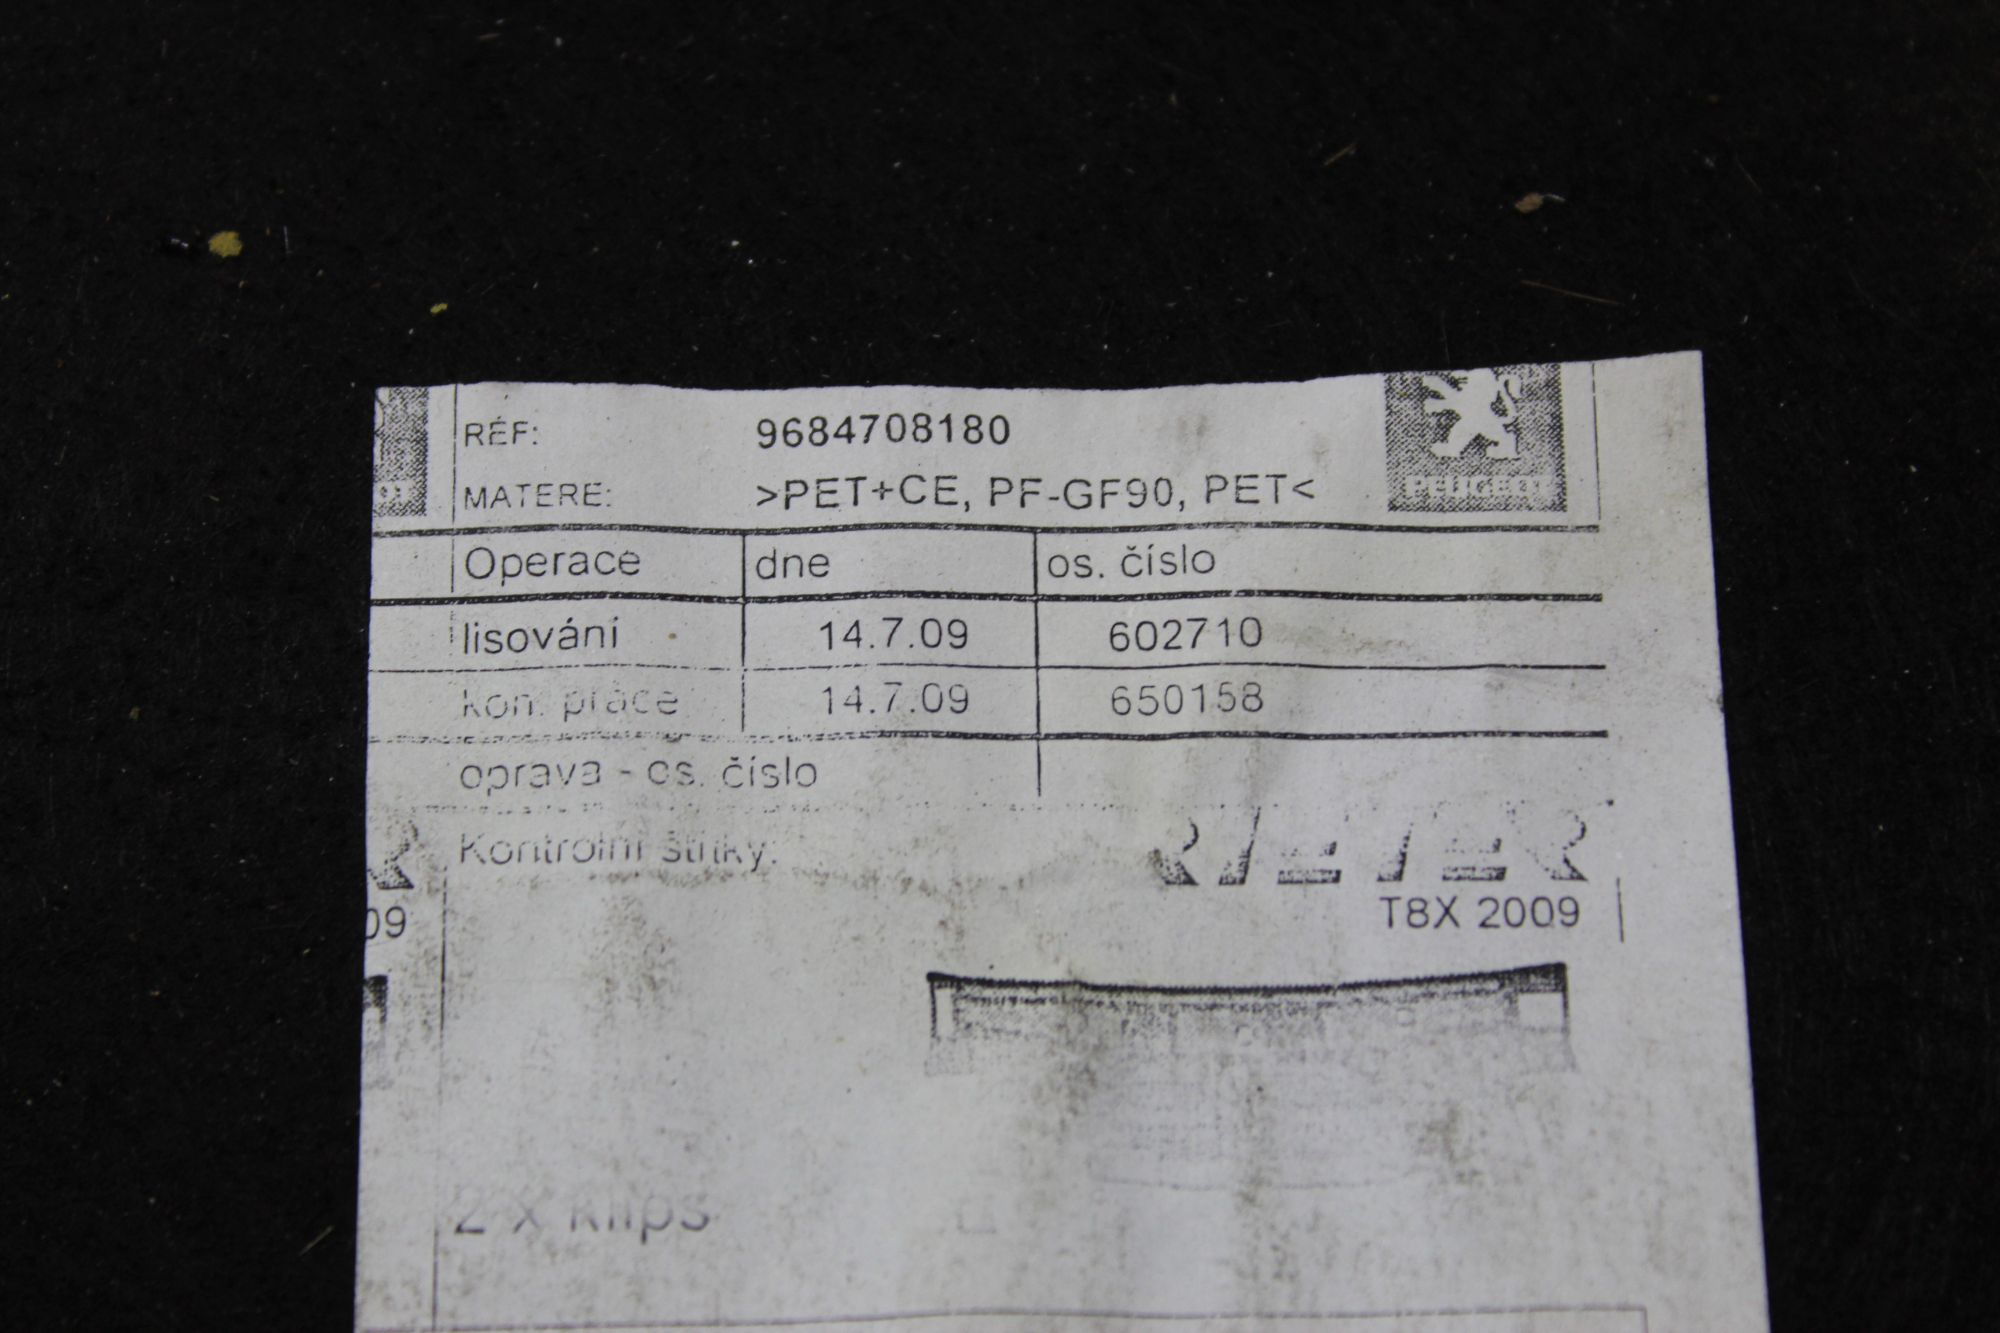 RÉF: 9684708180
PEUGEOT
MATERE: >PET+CE, PF-GF90, PET<
Operace dne os. číslo
lisování 14.7.09 602710
kon. práce 14.7.09 650158
oprava - os. číslo
Kontrolní štítky:
RIETER
T8X 2009
09
2 x klips